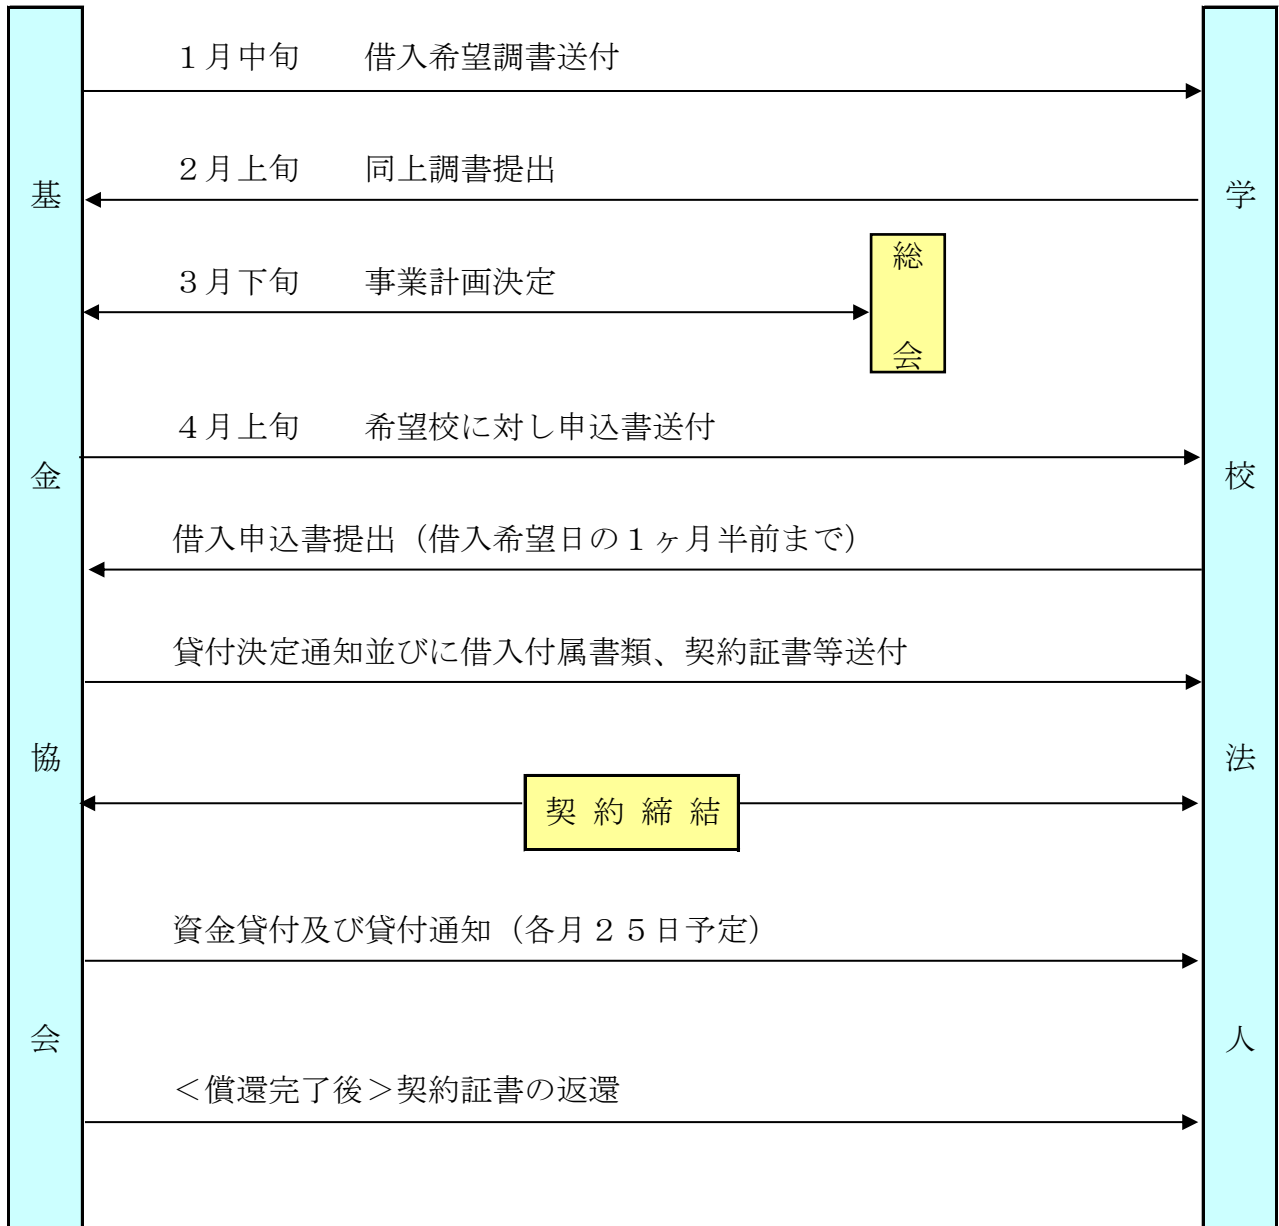 基金協会
１月中旬　　借入希望調書送付
２月上旬　　同上調書提出
３月下旬　　事業計画決定
総会
４月上旬　　希望校に対し申込書送付
借入申込書提出（借入希望日の１ヶ月半前まで）
貸付決定通知並びに借入付属書類、契約証書等送付
契約締結
資金貸付及び貸付通知（各月２５日予定）
＜償還完了後＞契約証書の返還
学校法人